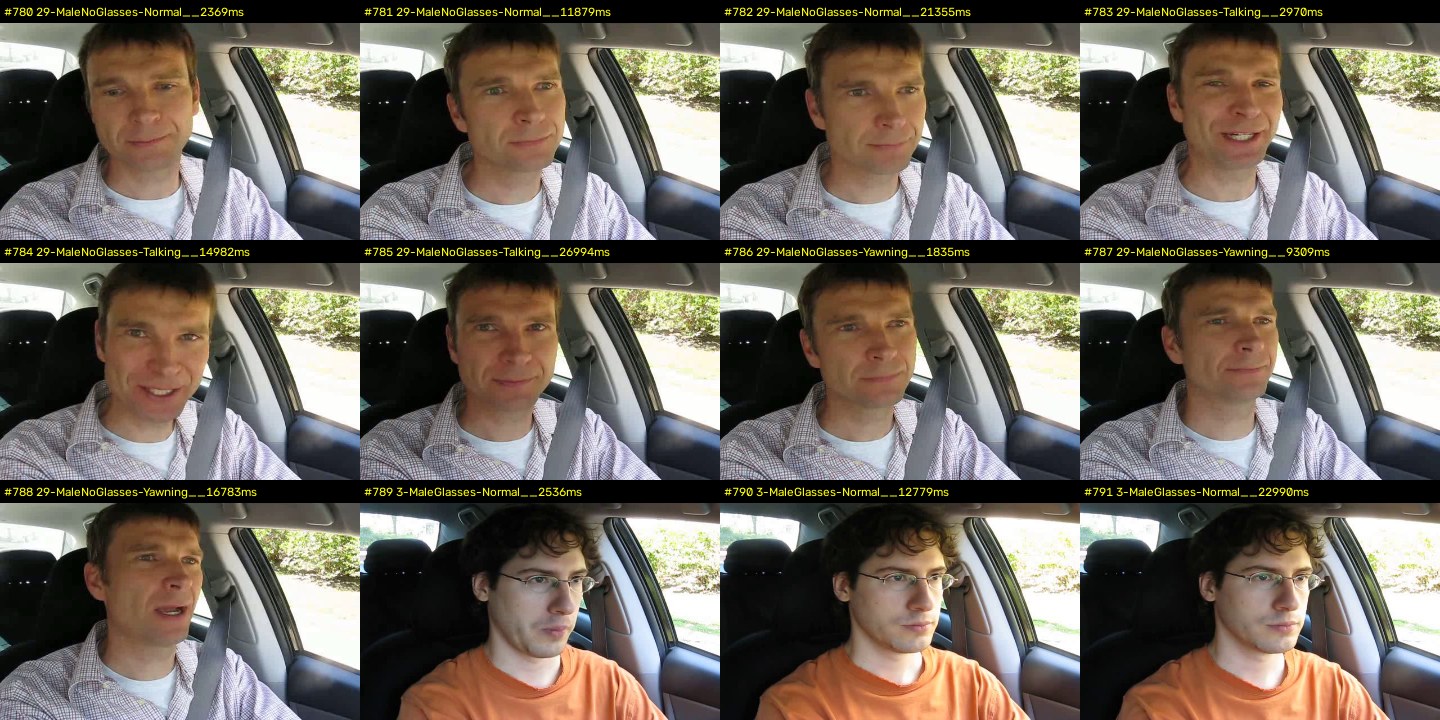 #780 29-MaleNoGlasses-Normal__2369ms
#781 29-MaleNoGlasses-Normal__11879ms
#782 29-MaleNoGlasses-Normal__21355ms
#783 29-MaleNoGlasses-Talking__2970ms
#784 29-MaleNoGlasses-Talking__14982ms
#785 29-MaleNoGlasses-Talking__26994ms
#786 29-MaleNoGlasses-Yawning__1835ms
#787 29-MaleNoGlasses-Yawning__9309ms
#788 29-MaleNoGlasses-Yawning__16783ms
#789 3-MaleGlasses-Normal__2536ms
#790 3-MaleGlasses-Normal__12779ms
#791 3-MaleGlasses-Normal__22990ms